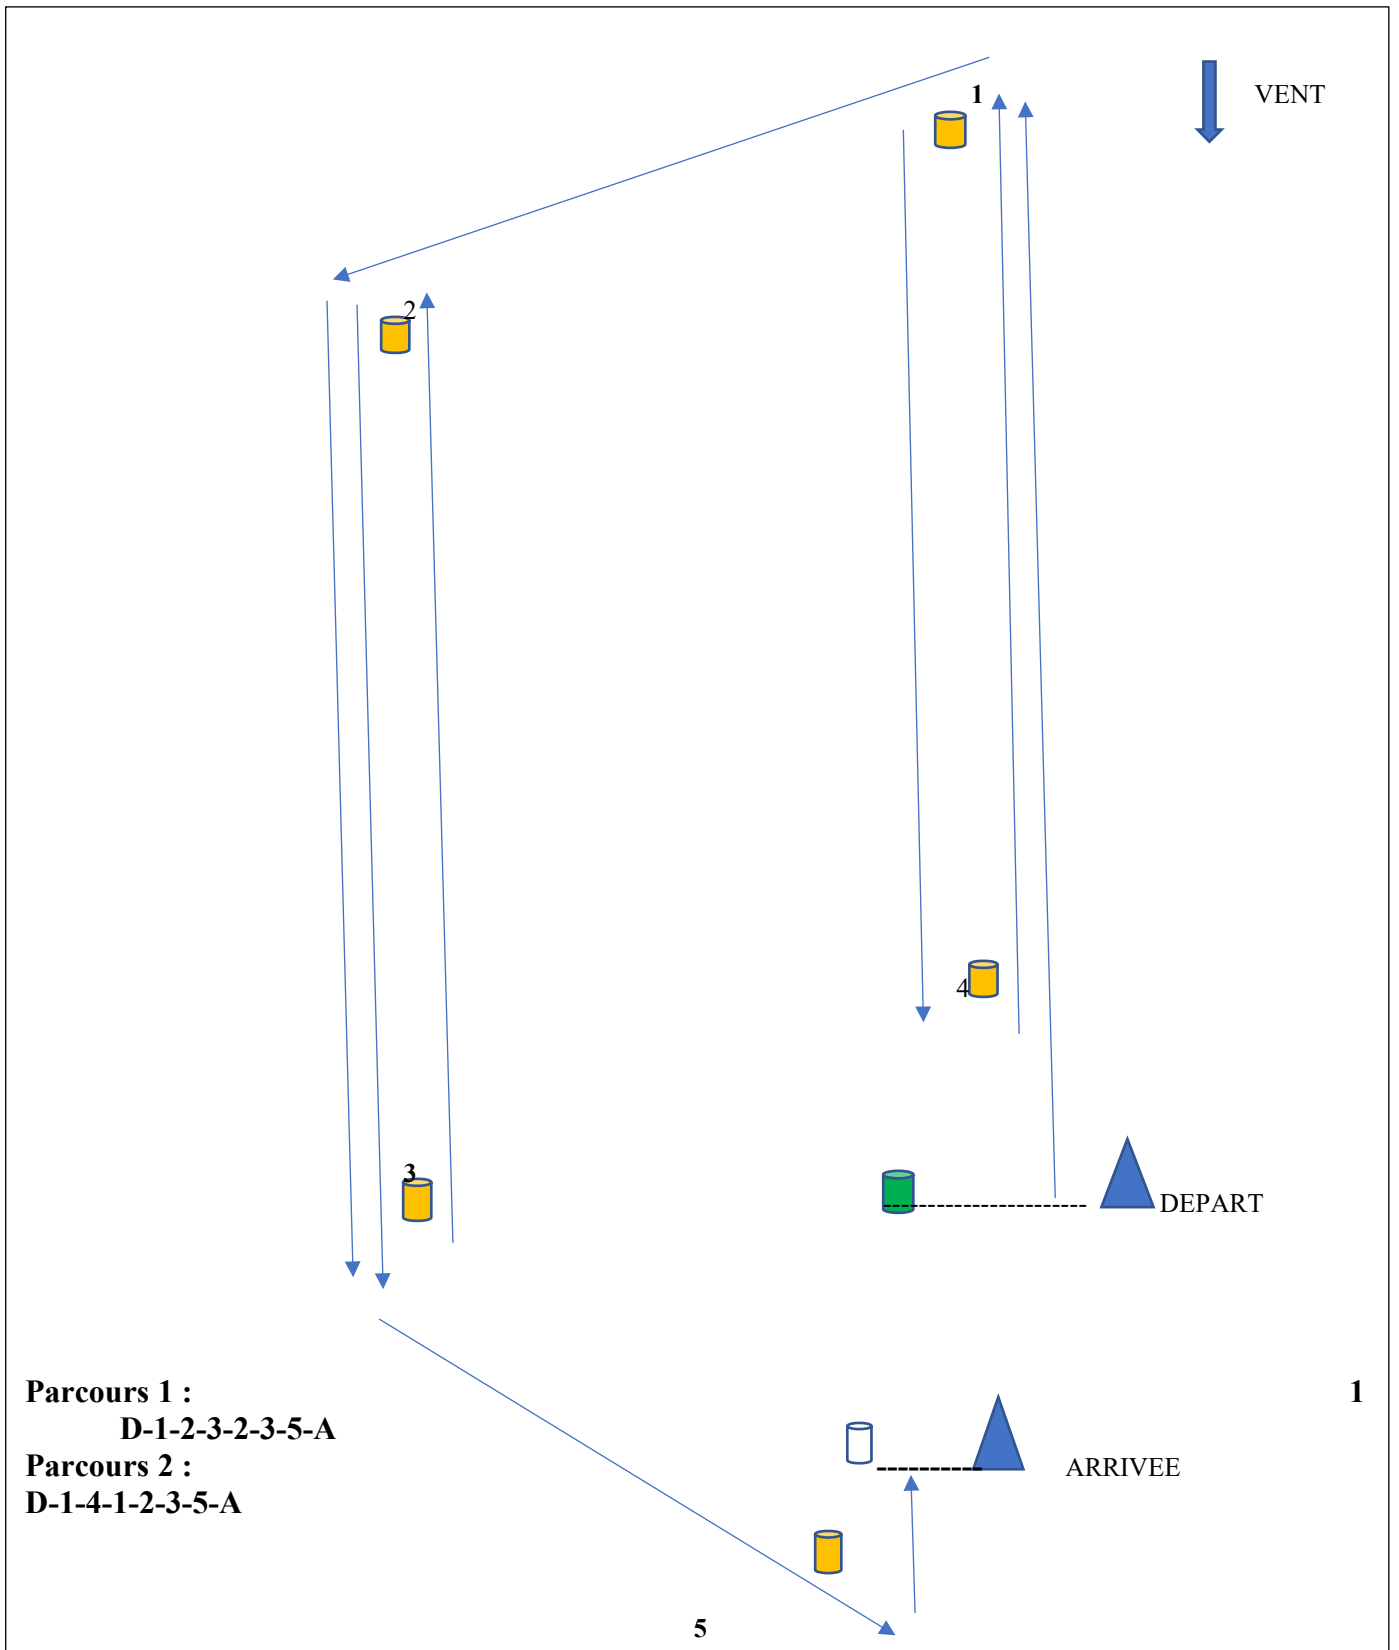 1
VENT
2
4
3
DEPART
Parcours 1 :
1
D-1-2-3-2-3-5-A
Parcours 2 :
ARRIVEE
D-1-4-1-2-3-5-A
5